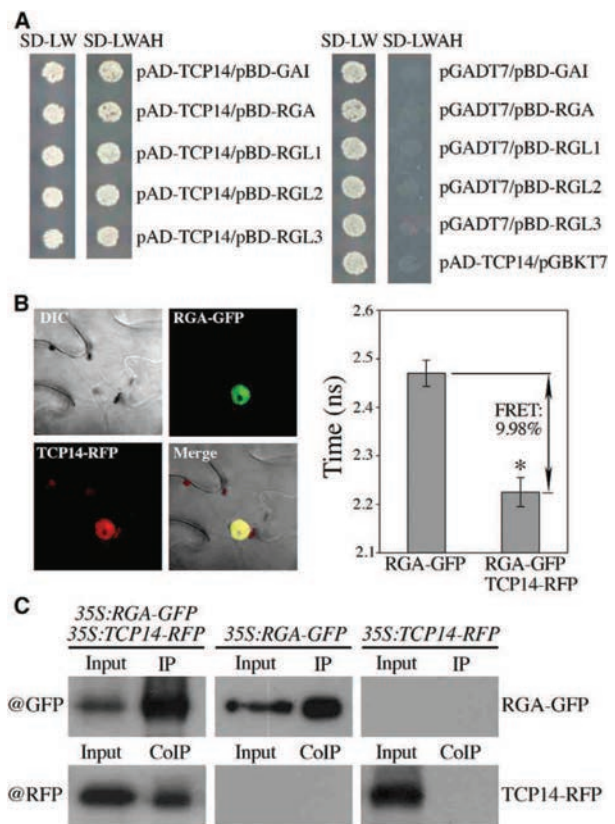 A
SD-LW SD-LWAH
pAD-TCP14/pBD-GAI
pAD-TCP14/pBD-RGA
pAD-TCP14/pBD-RGL1
pAD-TCP14/pBD-RGL2
pAD-TCP14/pBD-RGL3
SD-LW SD-LWAH
pGADT7/pBD-GAI
pGADT7/pBD-RGA
pGADT7/pBD-RGL1
pGADT7/pBD-RGL2
pGADT7/pBD-RGL3
pAD-TCP14/pGBKT7
B
DIC
RGA-GFP
TCP14-RFP
Merge
Time (ns)
2.6
2.5
2.4
2.3
2.2
2.1
FRET:
9.98%
*
RGA-GFP
RGA-GFP
TCP14-RFP
C
35S:RGA-GFP
35S:TCP14-RFP
35S:RGA-GFP
35S:TCP14-RFP
Input IP Input IP Input IP
@GFP
RGA-GFP
Input CoIP Input CoIP Input CoIP
@RFP
TCP14-RFP